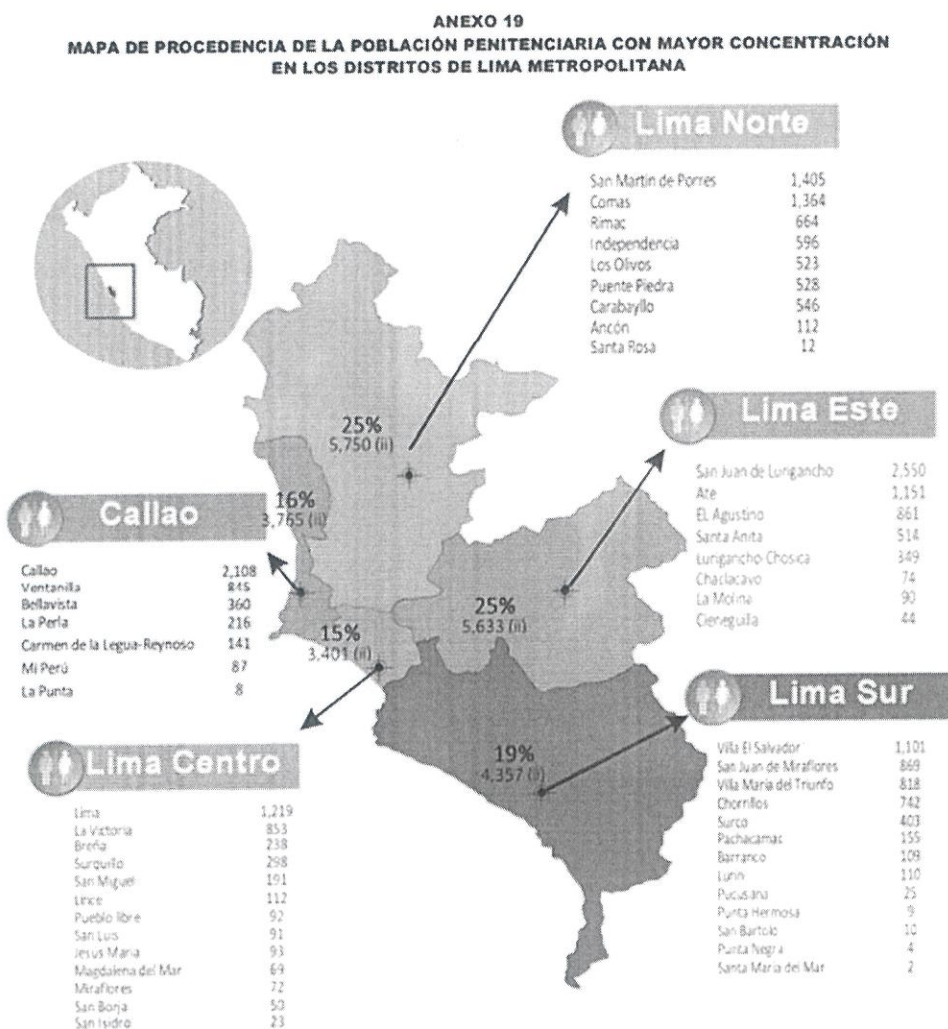 ANEXO 19
MAPA DE PROCEDENCIA DE LA POBLACIÓN PENITENCIARIA CON MAYOR CONCENTRACIÓN
EN LOS DISTRITOS DE LIMA METROPOLITANA
Lima Norte
San Martin de Porres 1,405
Comas 1,364
Rimac 664
Independencia 596
Los Olivos 523
Puente Piedra 528
Carabayllo 546
Ancón 112
Santa Rosa 12
Lima Este
San Juan de Lurigancho 2,550
Ate 1,151
EL Agustino 861
Santa Anita 514
Lurigancho-Chosica 349
Chaclacayo 74
La Molina 90
Cieneguilla 44
25%
5,750 (ii)
16%
3,765 (ii)
Callao
Callao 2,108
Ventanilla 845
Bellavista 360
La Perla 216
Carmen de la Legua-Reynoso 141
Mi Perú 87
La Punta 8
15%
3,401 (ii)
25%
5,633 (ii)
19%
4,357 (ii)
Lima Centro
Lima 1,219
La Victoria 853
Breña 238
Surquillo 298
San Miguel 191
Lince 112
Pueblo libre 92
San Luis 91
Jesus Maria 93
Magdalena del Mar 69
Miraflores 72
San Borja 50
San Isidro 23
Lima Sur
Villa El Salvador 1,101
San Juan de Miraflores 869
Villa Maria del Triunfo 818
Chorrillos 742
Surco 403
Pachacamac 155
Barranco 109
Lurin 110
Pucusana 25
Punta Hermosa 9
San Bartolo 10
Punta Negra 4
Santa Maria del Mar 2